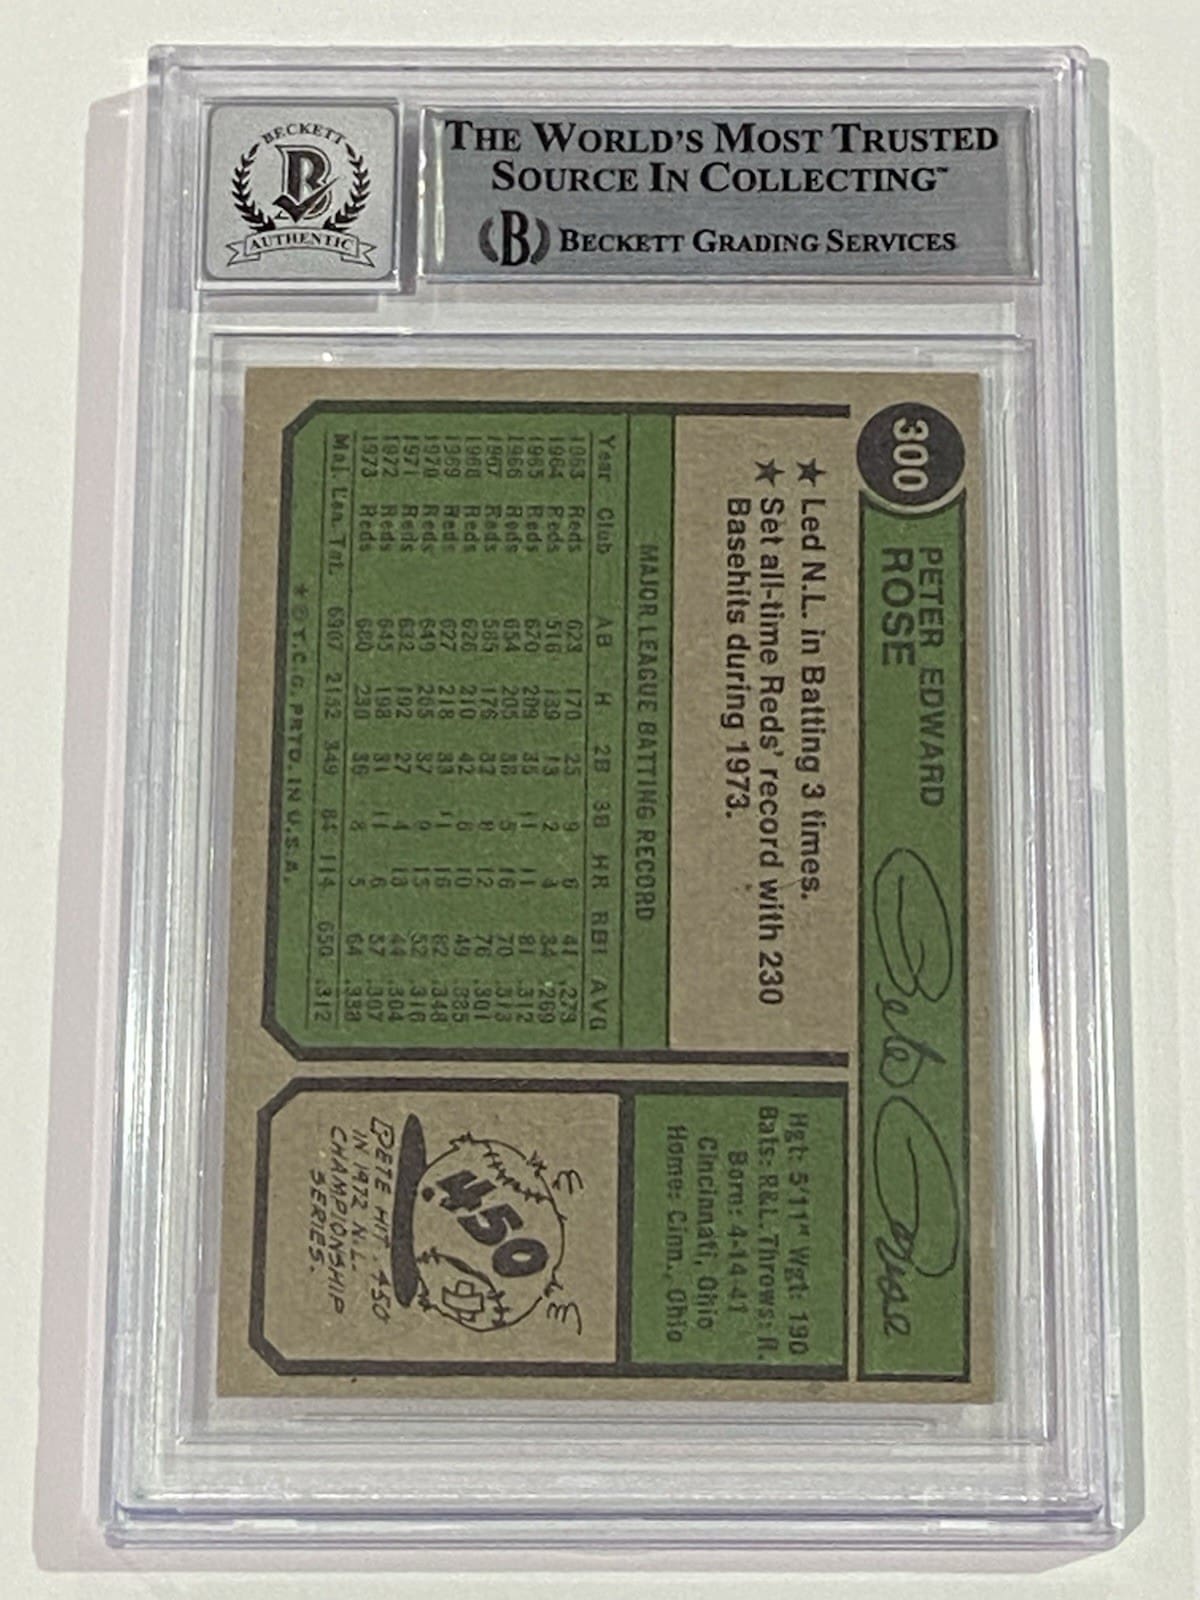 BECKETT
B
AUTHENTIC
THE WORLD'S MOST TRUSTED
SOURCE IN COLLECTING™
B BECKETT GRADING SERVICES
300
PETER EDWARD
ROSE
Pete Rose
★ Led N.L. in Batting 3 times.
★ Set all-time Reds' record with 230
Basehits during 1973.
Hgt: 5'11" Wgt: 190
Bats: R&L. Throws: R.
Born: 4-14-41
Cincinnati, Ohio
Home: Cinn., Ohio
MAJOR LEAGUE BATTING RECORD
Year Club AB H 2B 3B HR RBI AVG
1963 Reds 623 170 25 9 6 41 .273
1964 Reds 516 139 13 2 4 34 .269
1965 Reds 670 209 35 11 11 81 .312
1966 Reds 654 205 38 5 16 70 .313
1967 Reds 585 176 32 8 12 76 .301
1968 Reds 626 210 42 6 10 49 .335
1969 Reds 627 218 33 11 16 82 .348
1970 Reds 649 205 37 9 15 52 .316
1971 Reds 632 192 27 4 13 44 .304
1972 Reds 645 198 31 11 6 57 .307
1973 Reds 680 230 36 8 5 64 .338
Maj. Lea. Tot. 6907 2152 349 84 114 650 .312
★ © T.C.G. PRTD. IN U.S.A.
.450
PETE HIT .450
IN 1972 N.L.
CHAMPIONSHIP
SERIES.